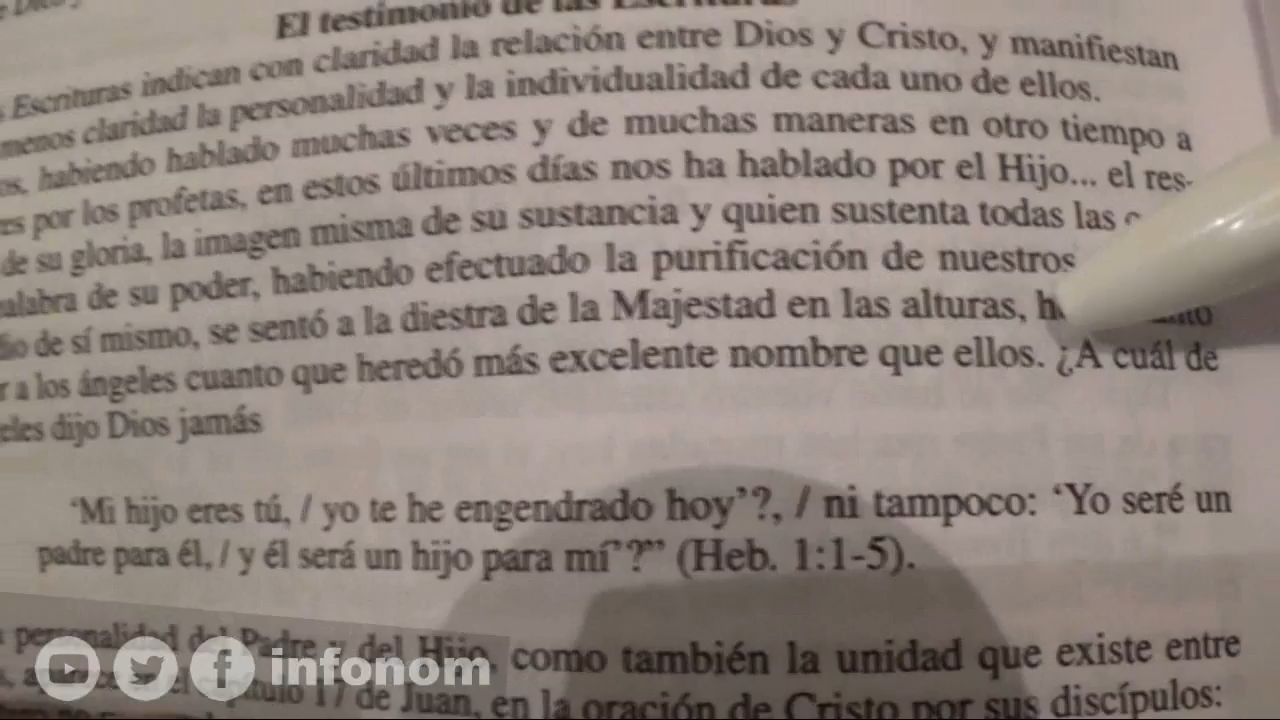 El testimonio de las Escrituras
Escrituras indican con claridad la relación entre Dios y Cristo, y manifiestan
menos claridad la personalidad y la individualidad de cada uno de ellos.
habiendo hablado muchas veces y de muchas maneras en otro tiempo a
por los profetas, en estos últimos días nos ha hablado por el Hijo... el res-
de su gloria, la imagen misma de su sustancia y quien sustenta todas las
alabra de su poder, habiendo efectuado la purificación de nuestros
de sí mismo, se sentó a la diestra de la Majestad en las alturas,
r a los ángeles cuanto que heredó más excelente nombre que ellos. ¿A cuál de
eles dijo Dios jamás
‘Mi hijo eres tú, / yo te he engendrado hoy’?, / ni tampoco: ‘Yo seré un
padre para él, / y él será un hijo para mí’?” (Heb. 1:1-5).
personalidad del Padre y del Hijo, como también la unidad que existe entre
infonom
17 de Juan, en la oración de Cristo por sus discípulos: